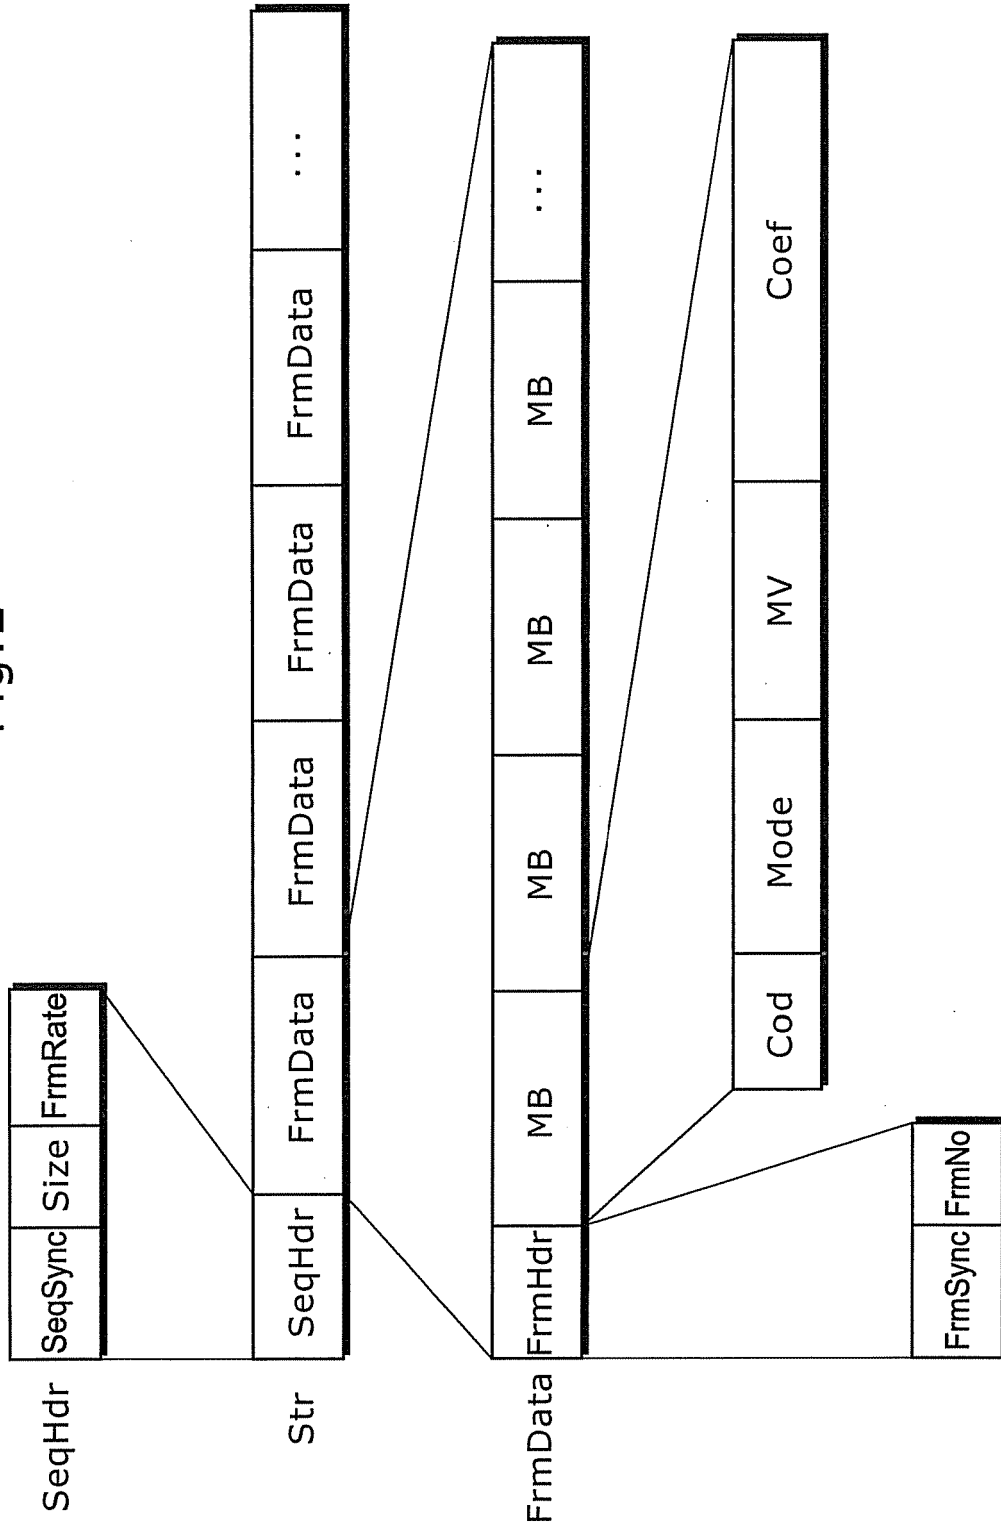 SeqHdr SeqSync Size FrmRate
Str SeqHdr FrmData FrmData FrmData FrmData ...
FrmData FrmHdr MB MB MB MB ...
Cod Mode MV Coef
FrmSync FrmNo